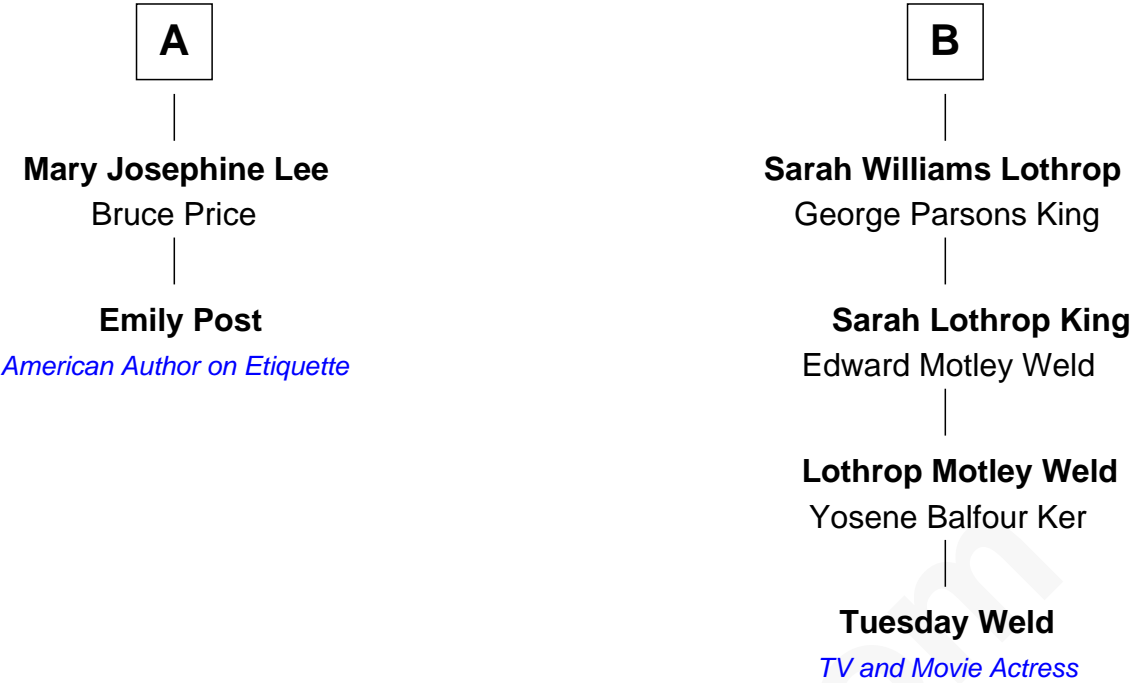 A
Mary Josephine Lee
Bruce Price
Emily Post
American Author on Etiquette
B
Sarah Williams Lothrop
George Parsons King
Sarah Lothrop King
Edward Motley Weld
Lothrop Motley Weld
Yosene Balfour Ker
Tuesday Weld
TV and Movie Actress